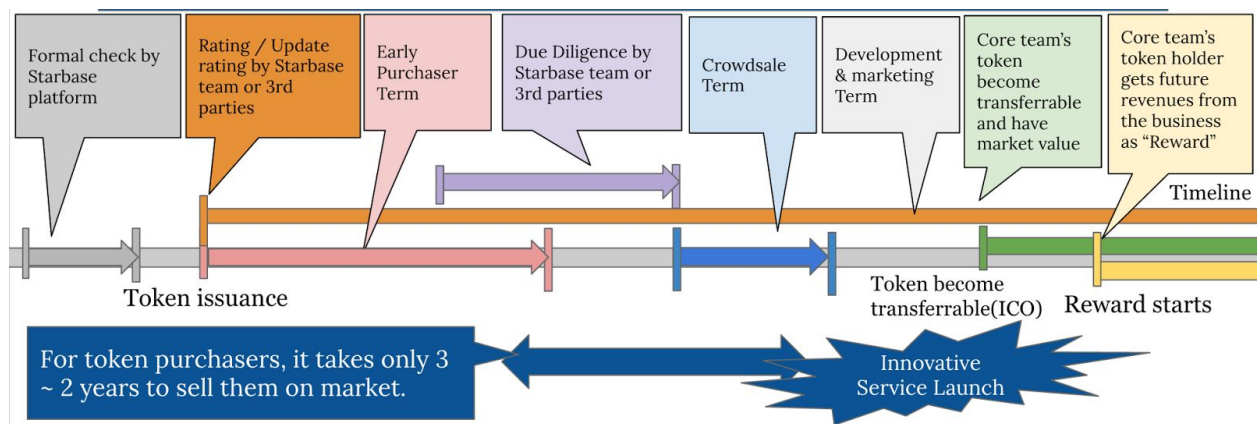 Formal check by
Starbase
platform
Rating / Update
rating by Starbase
team or 3rd
parties
Early
Purchaser
Term
Due Diligence by
Starbase team or
3rd parties
Crowdsale
Term
Development
& marketing
Term
Core team's
token
become
transferrable
and have
market value
Core team's
token holder
gets future
revenues from
the business
as “Reward”
Timeline
Token issuance
Token become
transferrable(ICO)
Reward starts
For token purchasers, it takes only 3
~ 2 years to sell them on market.
Innovative
Service Launch